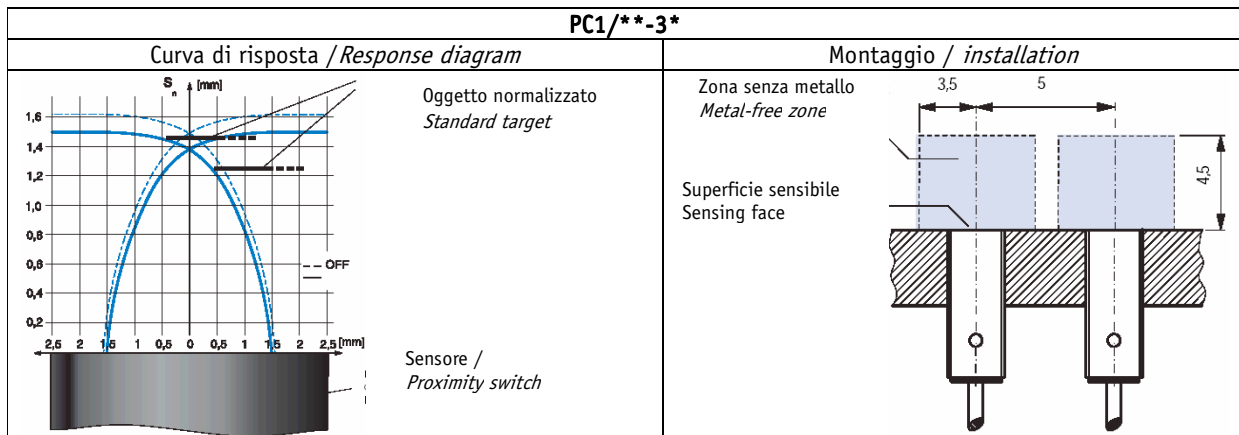 PC1/**-3*
Curva di risposta / Response diagram
Montaggio / installation
Sn [mm]
Oggetto normalizzato
Standard target
1,6
1,4
1,2
1,0
0,8
0,6
0,4
0,2
OFF
2,5 2 1,5 1 0,5 0 0,5 1 1,5 2 2,5 [mm]
Sensore /
Proximity switch
Zona senza metallo
Metal-free zone
3,5
5
4,5
Superficie sensibile
Sensing face